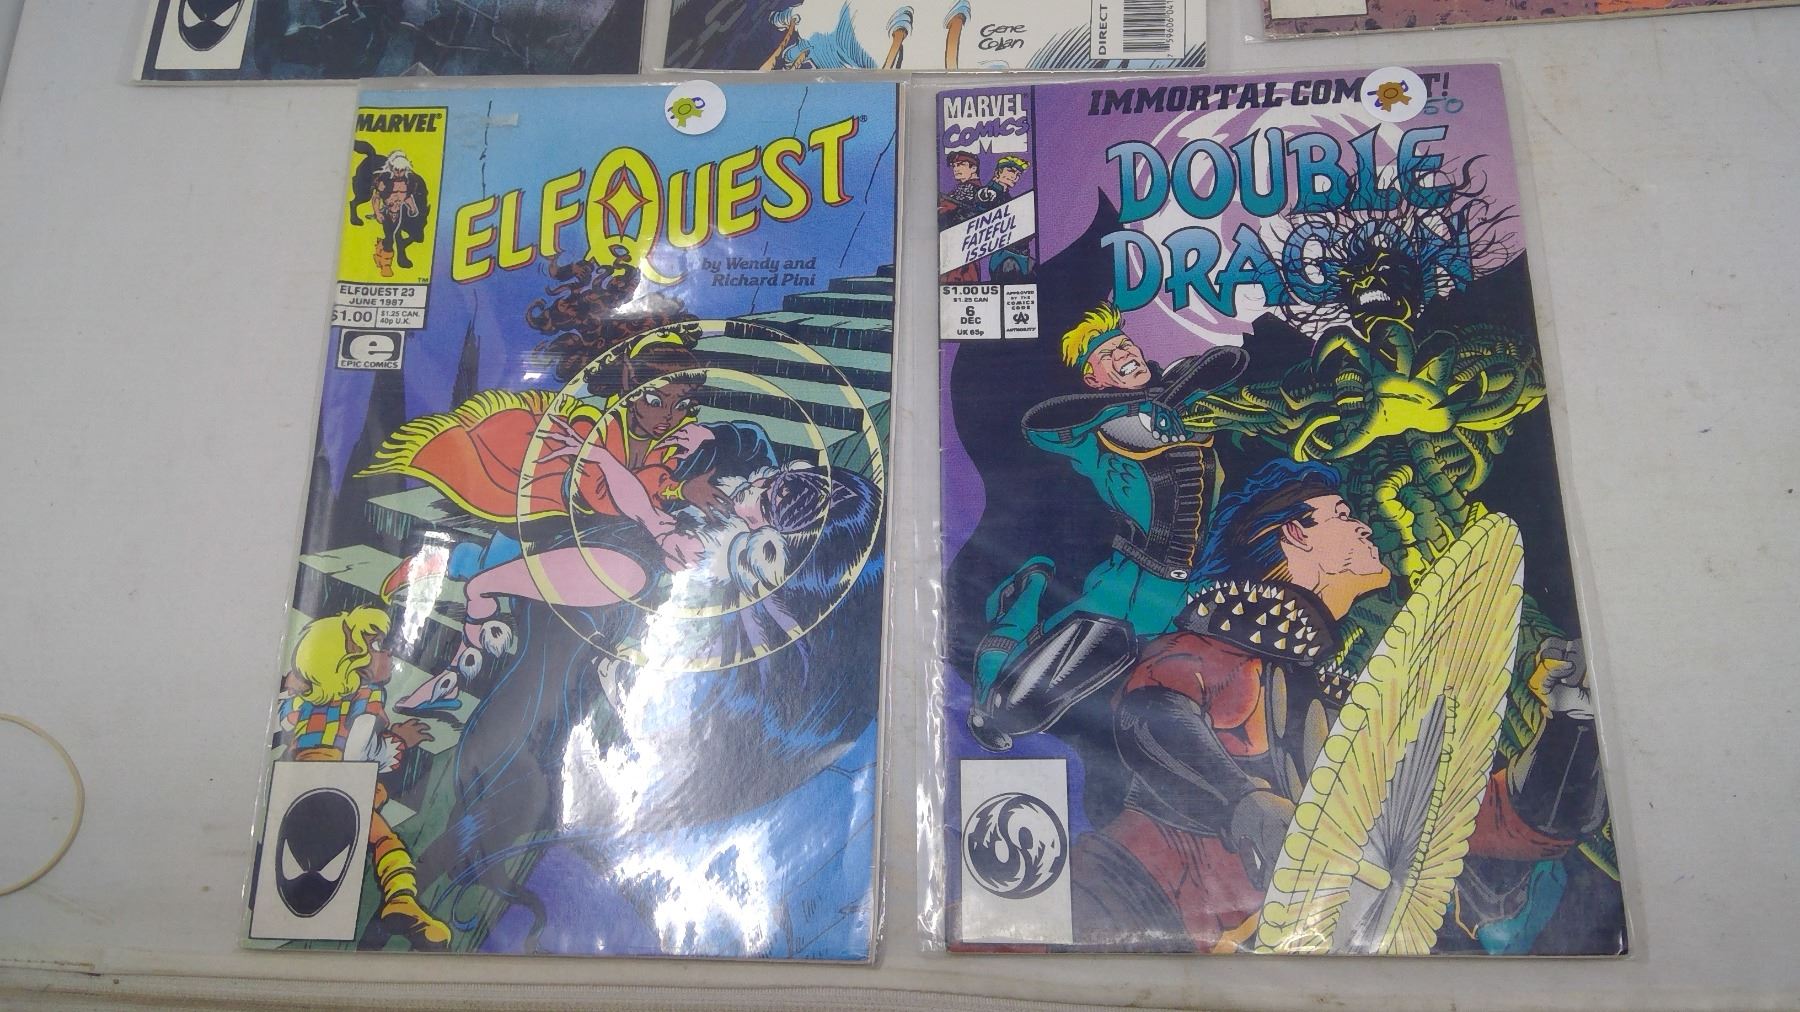 Gene
Colan
DIRECT
MARVEL
ELFQUEST
by Wendy and
Richard Pini
ELFQUEST 23
JUNE 1987
$1.00
$1.25 CAN.
40p U.K.
e
EPIC COMICS
IMMORTAL COM T!
50
MARVEL
COMICS
DOUBLE
DRAGON
FINAL
FATEFUL
ISSUE!
$1.00 US
$1.25 CAN
6
DEC
UK 65p
APPROVED
BY THE
COMICS
CODE
CA
AUTHORITY